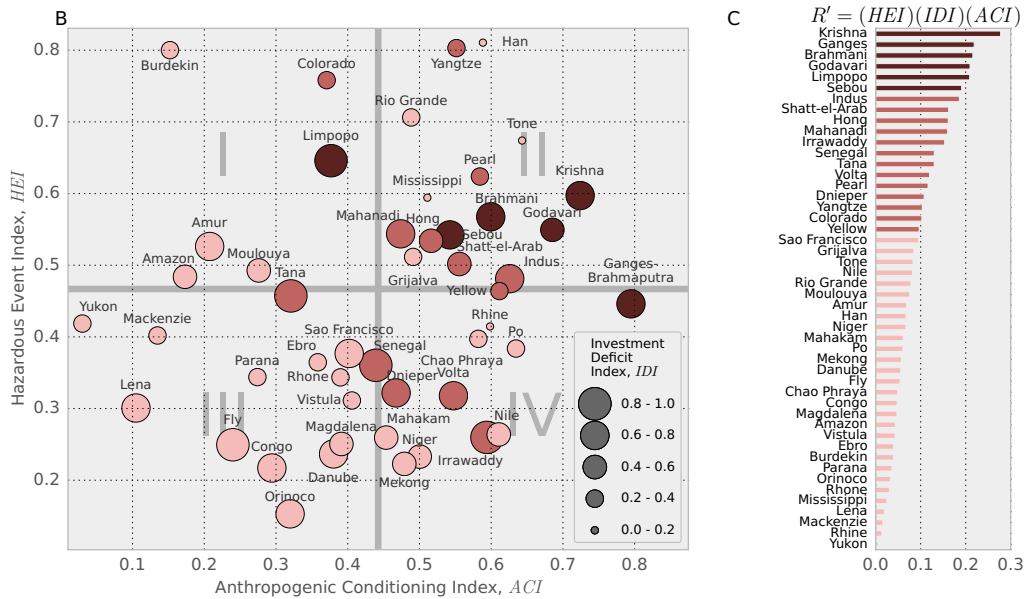 B
C
R′ = (HEI)(IDI)(ACI)
0.8
0.7
0.6
0.5
0.4
0.3
0.2
Hazardous Event Index, HEI
0.1
0.2
0.3
0.4
0.5
0.6
0.7
0.8
Anthropogenic Conditioning Index, ACI
I
II
III
IV
Burdekin
Colorado
Yangtze
Han
Rio Grande
Limpopo
Tone
Pearl
Krishna
Mississippi
Brahmani
Godavari
Mahanadi
Hong
Sebou
Shatt-el-Arab
Amur
Moulouya
Amazon
Tana
Grijalva
Indus
Yellow
Ganges-
Brahmaputra
Yukon
Mackenzie
Rhine
Po
Sao Francisco
Ebro
Senegal
Chao Phraya
Parana
Rhone
Dnieper
Volta
Lena
Vistula
Fly
Magdalena
Mahakam
Nile
Congo
Niger
Irrawaddy
Danube
Mekong
Orinoco
Investment
Deficit
Index, IDI
0.8 - 1.0
0.6 - 0.8
0.4 - 0.6
0.2 - 0.4
0.0 - 0.2
Krishna
Ganges
Brahmani
Godavari
Limpopo
Sebou
Indus
Shatt-el-Arab
Hong
Mahanadi
Irrawaddy
Senegal
Tana
Volta
Pearl
Dnieper
Yangtze
Colorado
Yellow
Sao Francisco
Grijalva
Tone
Nile
Rio Grande
Moulouya
Amur
Han
Niger
Mahakam
Po
Mekong
Danube
Fly
Chao Phraya
Congo
Magdalena
Amazon
Vistula
Ebro
Burdekin
Parana
Orinoco
Rhone
Mississippi
Lena
Mackenzie
Rhine
Yukon
0.0
0.1
0.2
0.3